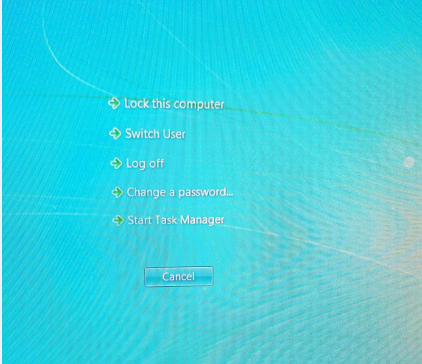 Lock this computer
Switch User
Log off
Change a password...
Start Task Manager
Cancel